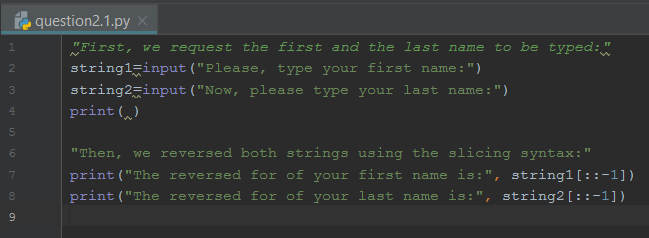 question2.1.py
1 "First, we request the first and the last name to be typed:"
2 string1=input("Please, type your first name:")
3 string2=input("Now, please type your last name:")
4 print( )
5
6 "Then, we reversed both strings using the slicing syntax:"
7 print("The reversed for of your first name is:", string1[::-1])
8 print("The reversed for of your last name is:", string2[::-1])
9